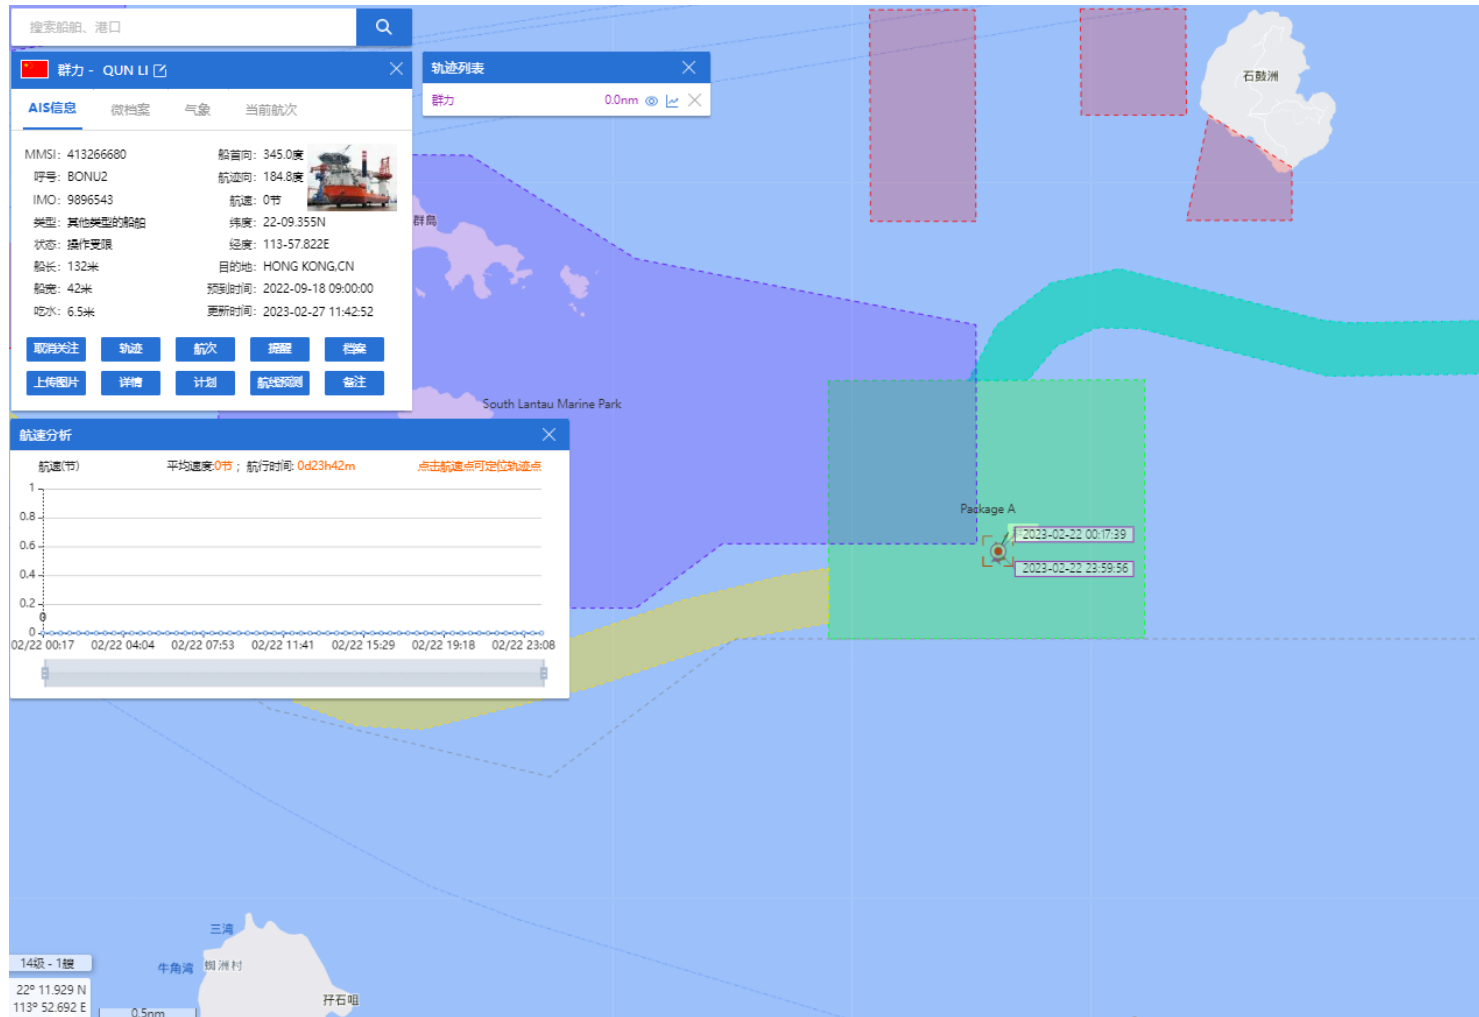 搜索船舶、港口
群力 - QUN LI
AIS信息 微档案 气象 当前航次
MMSI: 413266680 船首向: 345.0度
呼号: BONU2 航迹向: 184.8度
IMO: 9896543 航速: 0节
类型: 其他类型的船舶 纬度: 22-09.355N
状态: 操作受限 经度: 113-57.822E
船长: 132米 目的地: HONG KONG,CN
船宽: 42米 预到时间: 2022-09-18 09:00:00
吃水: 6.5米 更新时间: 2023-02-27 11:42:52
取消关注 轨迹 航次 提醒 档案
上传图片 详情 计划 航线预测 备注
轨迹列表
群力 0.0nm
石鼓洲
群岛
South Lantau Marine Park
航速分析
航速(节) 平均速度:0节 ; 航行时间: 0d23h42m 点击航速点可定位轨迹点
1
0.8
0.6
0.4
0.2
0
0
02/22 00:17 02/22 04:04 02/22 07:53 02/22 11:41 02/22 15:29 02/22 19:18 02/22 23:08
Package A
2023-02-22 00:17:39
2023-02-22 23:59:56
三湾
牛角湾
村
孖石咀
14级 - 1艘
22º 11.929 N
113º 52.692 E
0.5nm